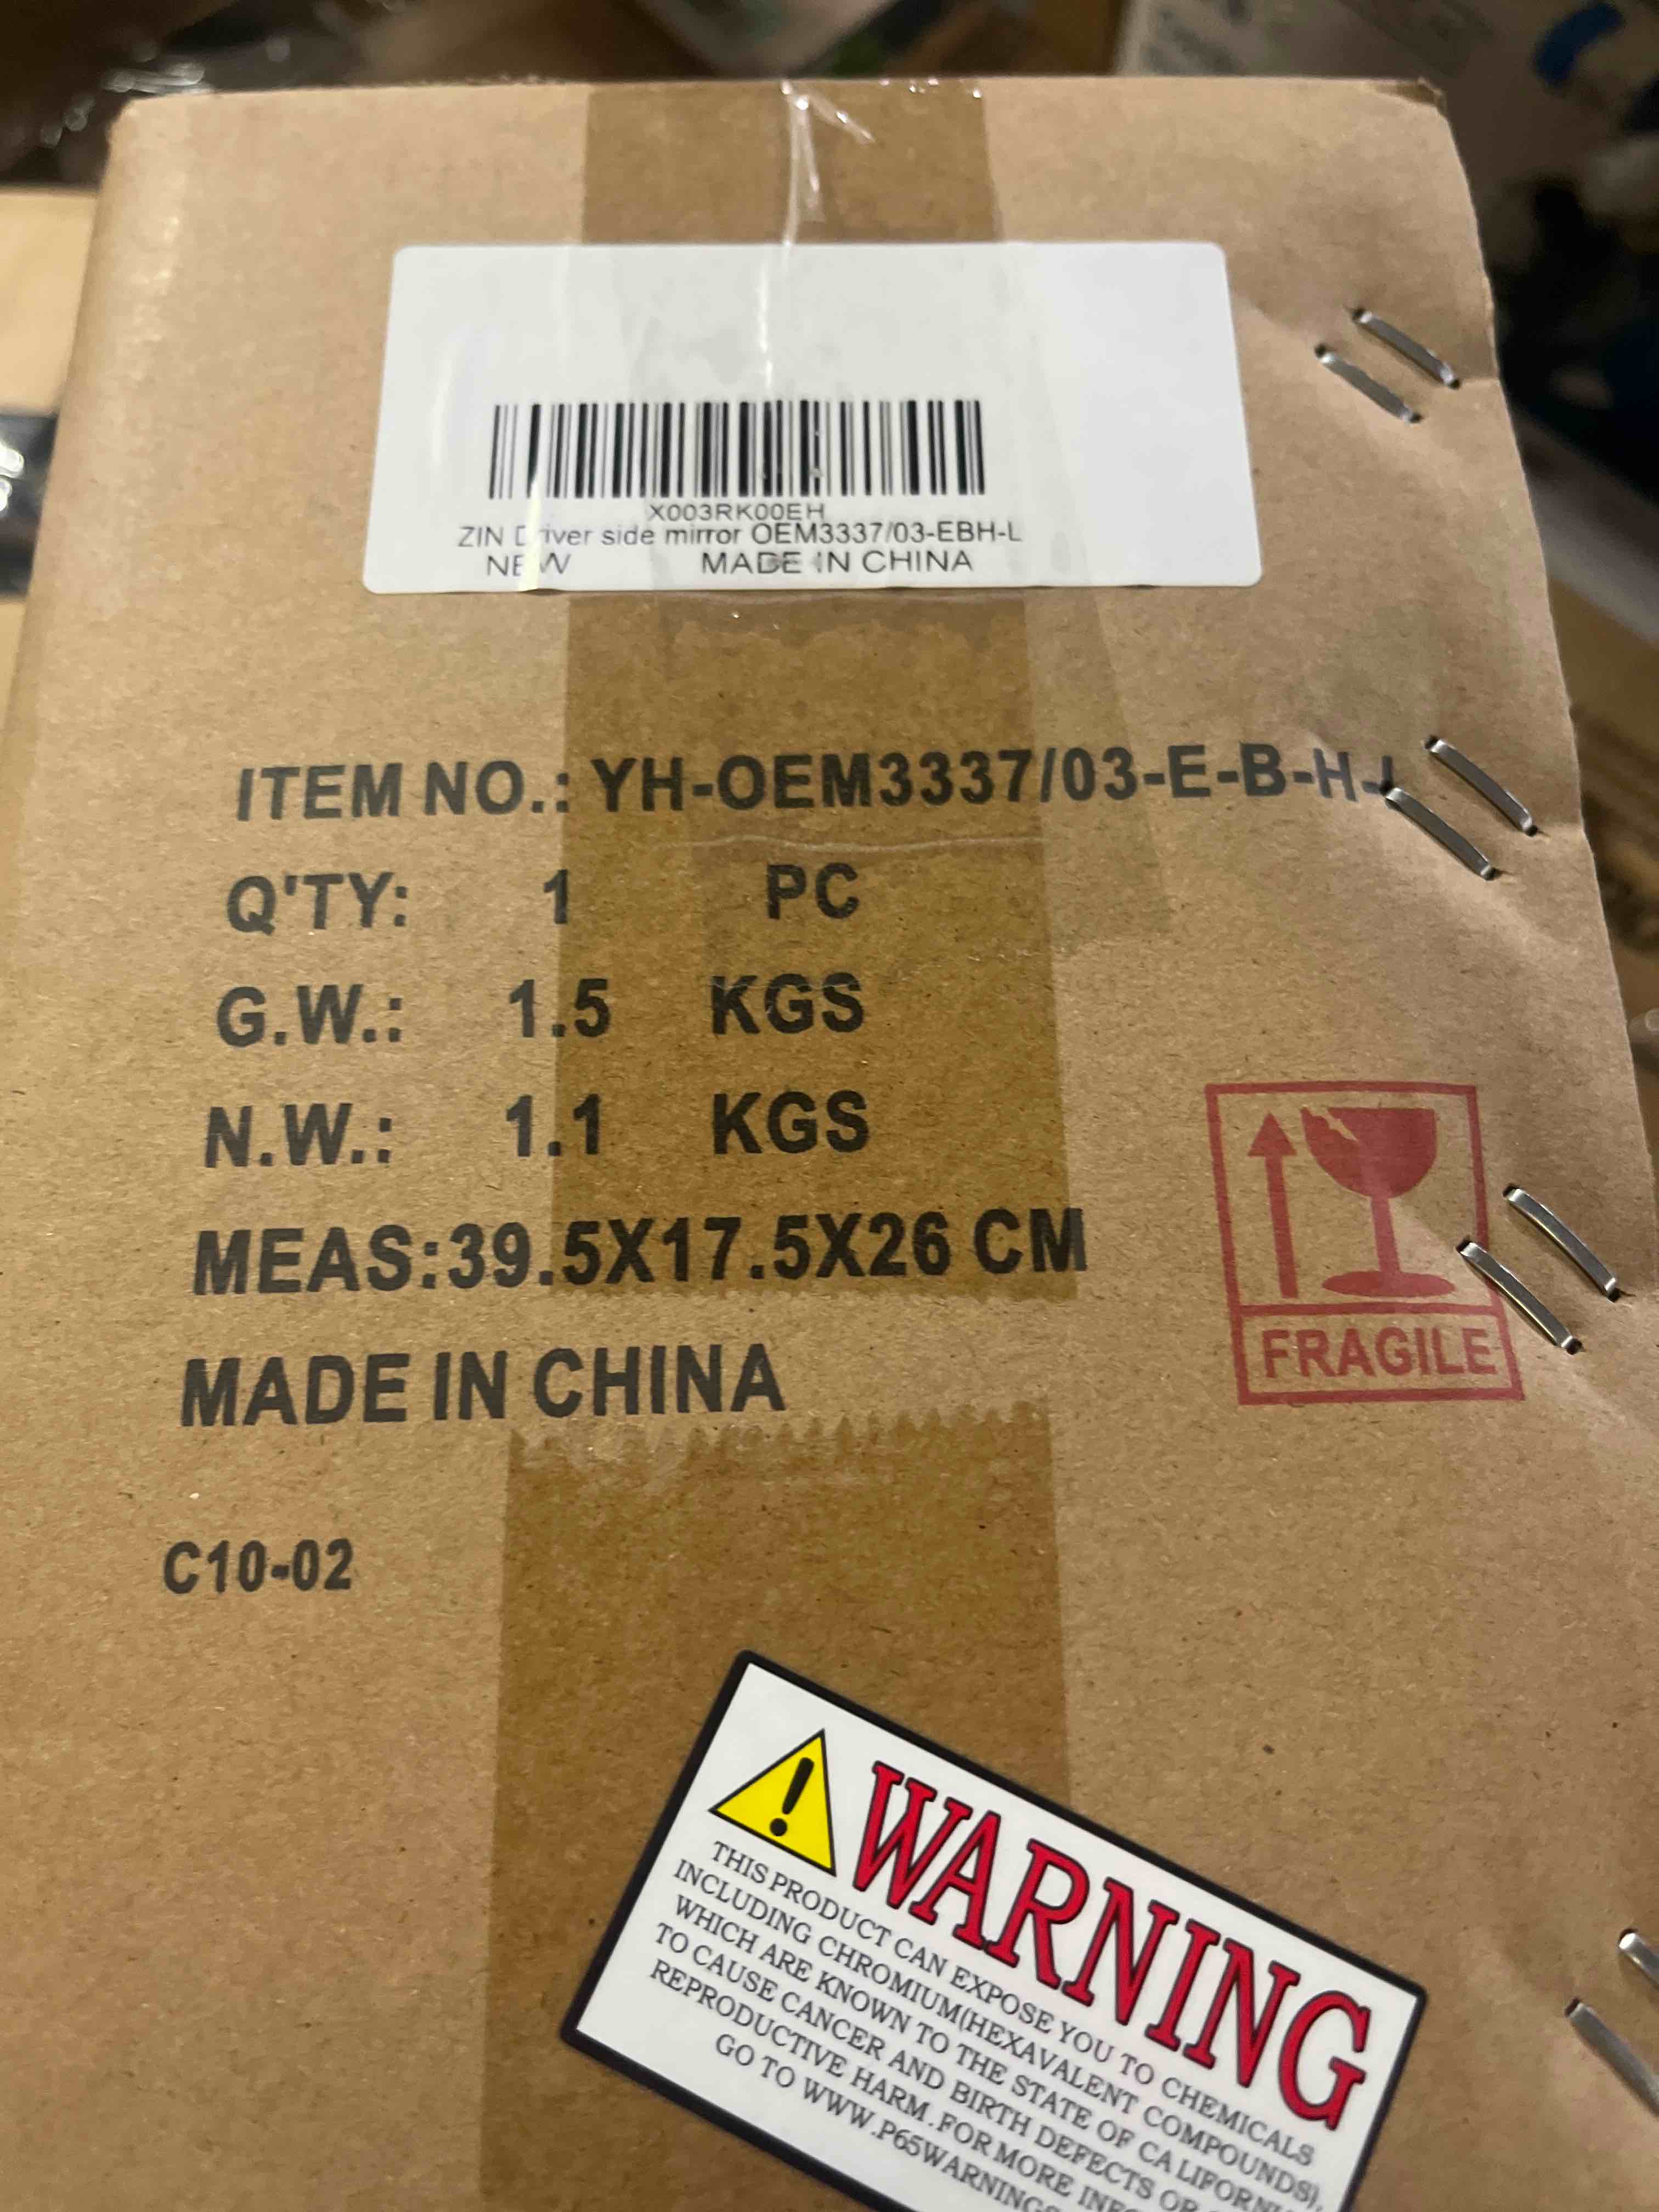 X003RK00EH
ZIN Driver side mirror OEM3337/03-EBH-L
NEW MADE IN CHINA
ITEM NO.: YH-OEM3337/03-E-B-H-L
Q'TY: 1 PC
G.W.: 1.5 KGS
N.W.: 1.1 KGS
MEAS:39.5X17.5X26 CM
MADE IN CHINA
FRAGILE
C10-02
WARNING
THIS PRODUCT CAN EXPOSE YOU TO CHEMICALS
INCLUDING CHROMIUM(HEXAVALENT COMPOUNDS),
WHICH ARE KNOWN TO THE STATE OF CALIFORNIA
TO CAUSE CANCER AND BIRTH DEFECTS OR
REPRODUCTIVE HARM.FOR MORE
GO TO WWW.P65WARNINGS